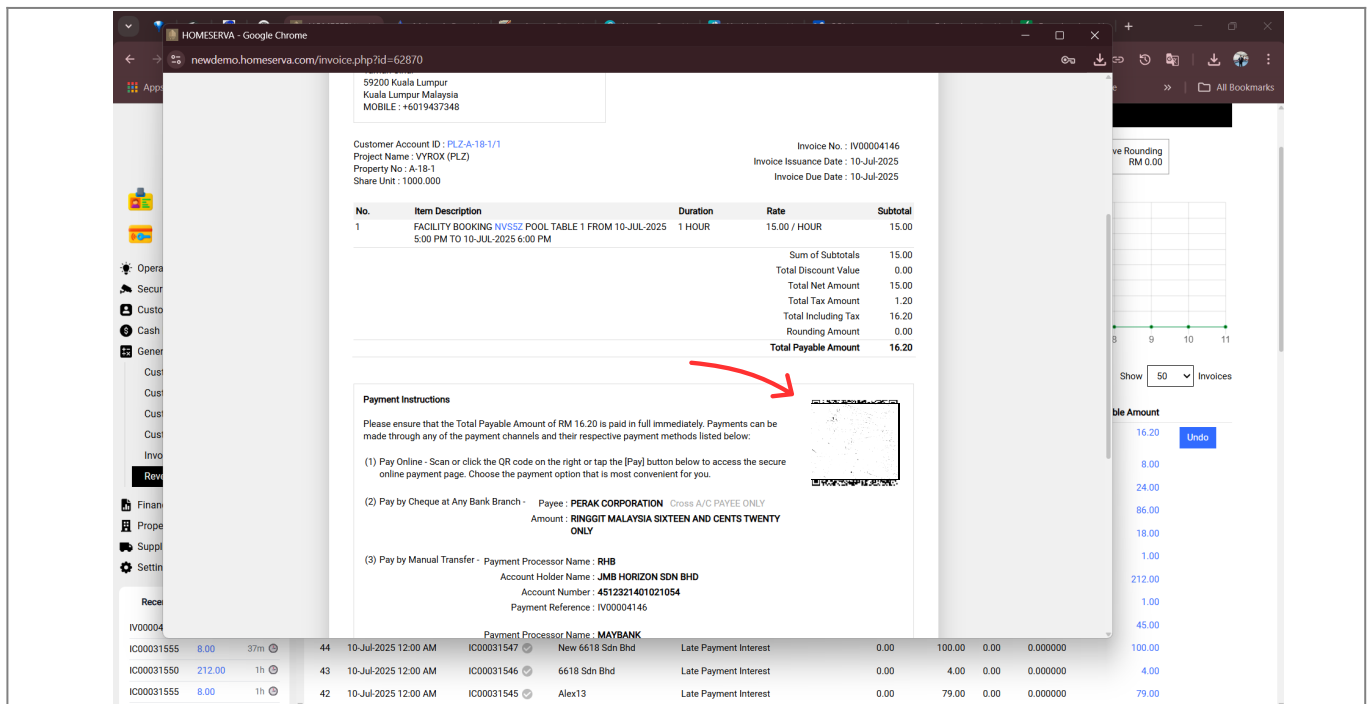 HOMESERVA - Google Chrome
newdemo.homeserva.com/invoice.php?id=62870
Apps
All Bookmarks
59200 Kuala Lumpur
Kuala Lumpur Malaysia
MOBILE : +6019437348
Customer Account ID : PLZ-A-18-1/1
Project Name : VYROX (PLZ)
Property No : A-18-1
Share Unit : 1000.000
Invoice No. : IV00004146
Invoice Issuance Date : 10-Jul-2025
Invoice Due Date : 10-Jul-2025
Rounding
RM 0.00
No. Item Description Duration Rate Subtotal
1 FACILITY BOOKING NVS5Z POOL TABLE 1 FROM 10-JUL-2025 1 HOUR 15.00 / HOUR 15.00
5:00 PM TO 10-JUL-2025 6:00 PM
Sum of Subtotals 15.00
Total Discount Value 0.00
Total Net Amount 15.00
Total Tax Amount 1.20
Total Including Tax 16.20
Rounding Amount 0.00
Total Payable Amount 16.20
Payment Instructions
Please ensure that the Total Payable Amount of RM 16.20 is paid in full immediately. Payments can be
made through any of the payment channels and their respective payment methods listed below:
(1) Pay Online - Scan or click the QR code on the right or tap the [Pay] button below to access the secure
online payment page. Choose the payment option that is most convenient for you.
(2) Pay by Cheque at Any Bank Branch - Payee : PERAK CORPORATION Cross A/C PAYEE ONLY
Amount : RINGGIT MALAYSIA SIXTEEN AND CENTS TWENTY
ONLY
(3) Pay by Manual Transfer - Payment Processor Name : RHB
Account Holder Name : JMB HORIZON SDN BHD
Account Number : 4512321401021054
Payment Reference : IV00004146
Payment Processor Name : MAYBANK
Opera
Secur
Custo
Cash
Gener
Cust
Cust
Cust
Cust
Invo
Reve
Finan
Prope
Suppl
Settin
Rece
IV00004
IC00031555 8.00 37m
IC00031550 212.00 1h
IC00031555 8.00 1h
8 9 10 11
Show 50 Invoices
ble Amount
16.20 Undo
8.00
24.00
86.00
18.00
1.00
212.00
1.00
45.00
44 10-Jul-2025 12:00 AM IC00031547 New 6618 Sdn Bhd Late Payment Interest 0.00 100.00 0.00 0.000000 100.00
43 10-Jul-2025 12:00 AM IC00031546 6618 Sdn Bhd Late Payment Interest 0.00 4.00 0.00 0.000000 4.00
42 10-Jul-2025 12:00 AM IC00031545 Alex13 Late Payment Interest 0.00 79.00 0.00 0.000000 79.00